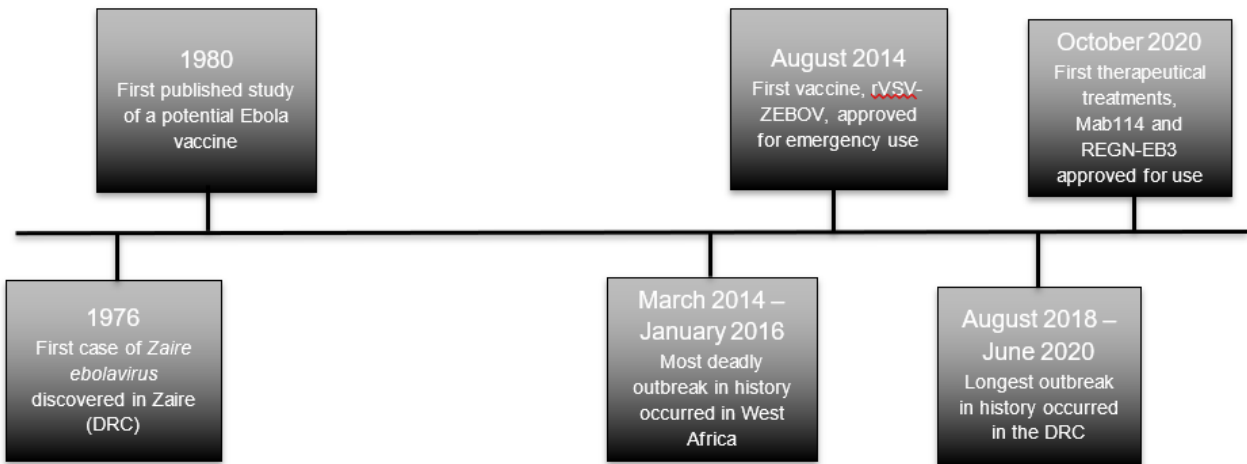 1980
First published study
of a potential Ebola
vaccine
August 2014
First vaccine, rVSV-
ZEBOV, approved
for emergency use
October 2020
First therapeutical
treatments,
Mab114 and
REGN-EB3
approved for use
1976
First case of Zaire
ebolavirus
discovered in Zaire
(DRC)
March 2014 –
January 2016
Most deadly
outbreak in history
occurred in West
Africa
August 2018 –
June 2020
Longest outbreak
in history occurred
in the DRC